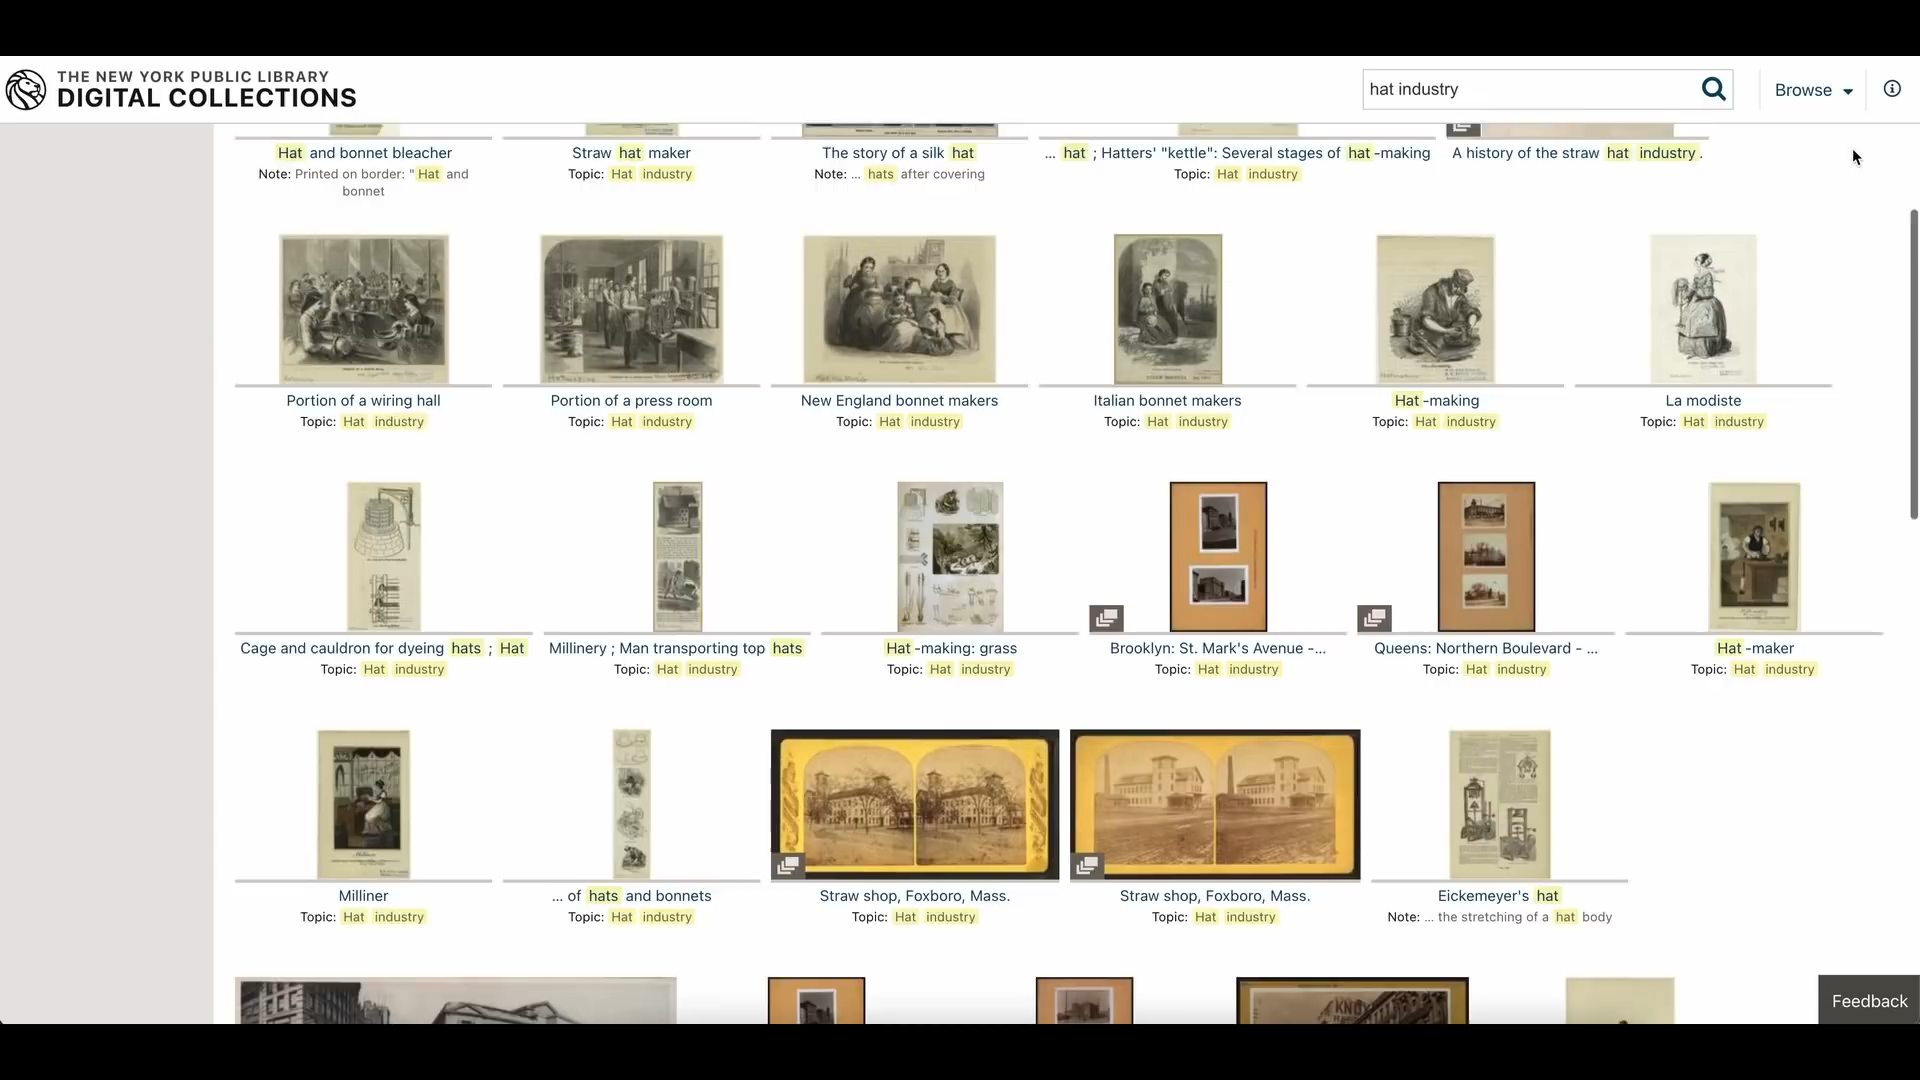 THE NEW YORK PUBLIC LIBRARY
DIGITAL COLLECTIONS
hat industry
Browse
Hat and bonnet bleacher
Note: Printed on border: "Hat and
bonnet
Straw hat maker
Topic: Hat industry
The story of a silk hat
Note: ... hats after covering
... hat ; Hatters' "kettle": Several stages of hat -making
Topic: Hat industry
A history of the straw hat industry.
Portion of a wiring hall
Topic: Hat industry
Portion of a press room
Topic: Hat industry
New England bonnet makers
Topic: Hat industry
Italian bonnet makers
Topic: Hat industry
Hat -making
Topic: Hat industry
La modiste
Topic: Hat industry
Cage and cauldron for dyeing hats ; Hat
Topic: Hat industry
Millinery ; Man transporting top hats
Topic: Hat industry
Hat -making: grass
Topic: Hat industry
Brooklyn: St. Mark's Avenue -...
Topic: Hat industry
Queens: Northern Boulevard - ...
Topic: Hat industry
Hat -maker
Topic: Hat industry
Milliner
Topic: Hat industry
... of hats and bonnets
Topic: Hat industry
Straw shop, Foxboro, Mass.
Topic: Hat industry
Straw shop, Foxboro, Mass.
Topic: Hat industry
Eickemeyer's hat
Note: ... the stretching of a hat body
KNO
Feedback